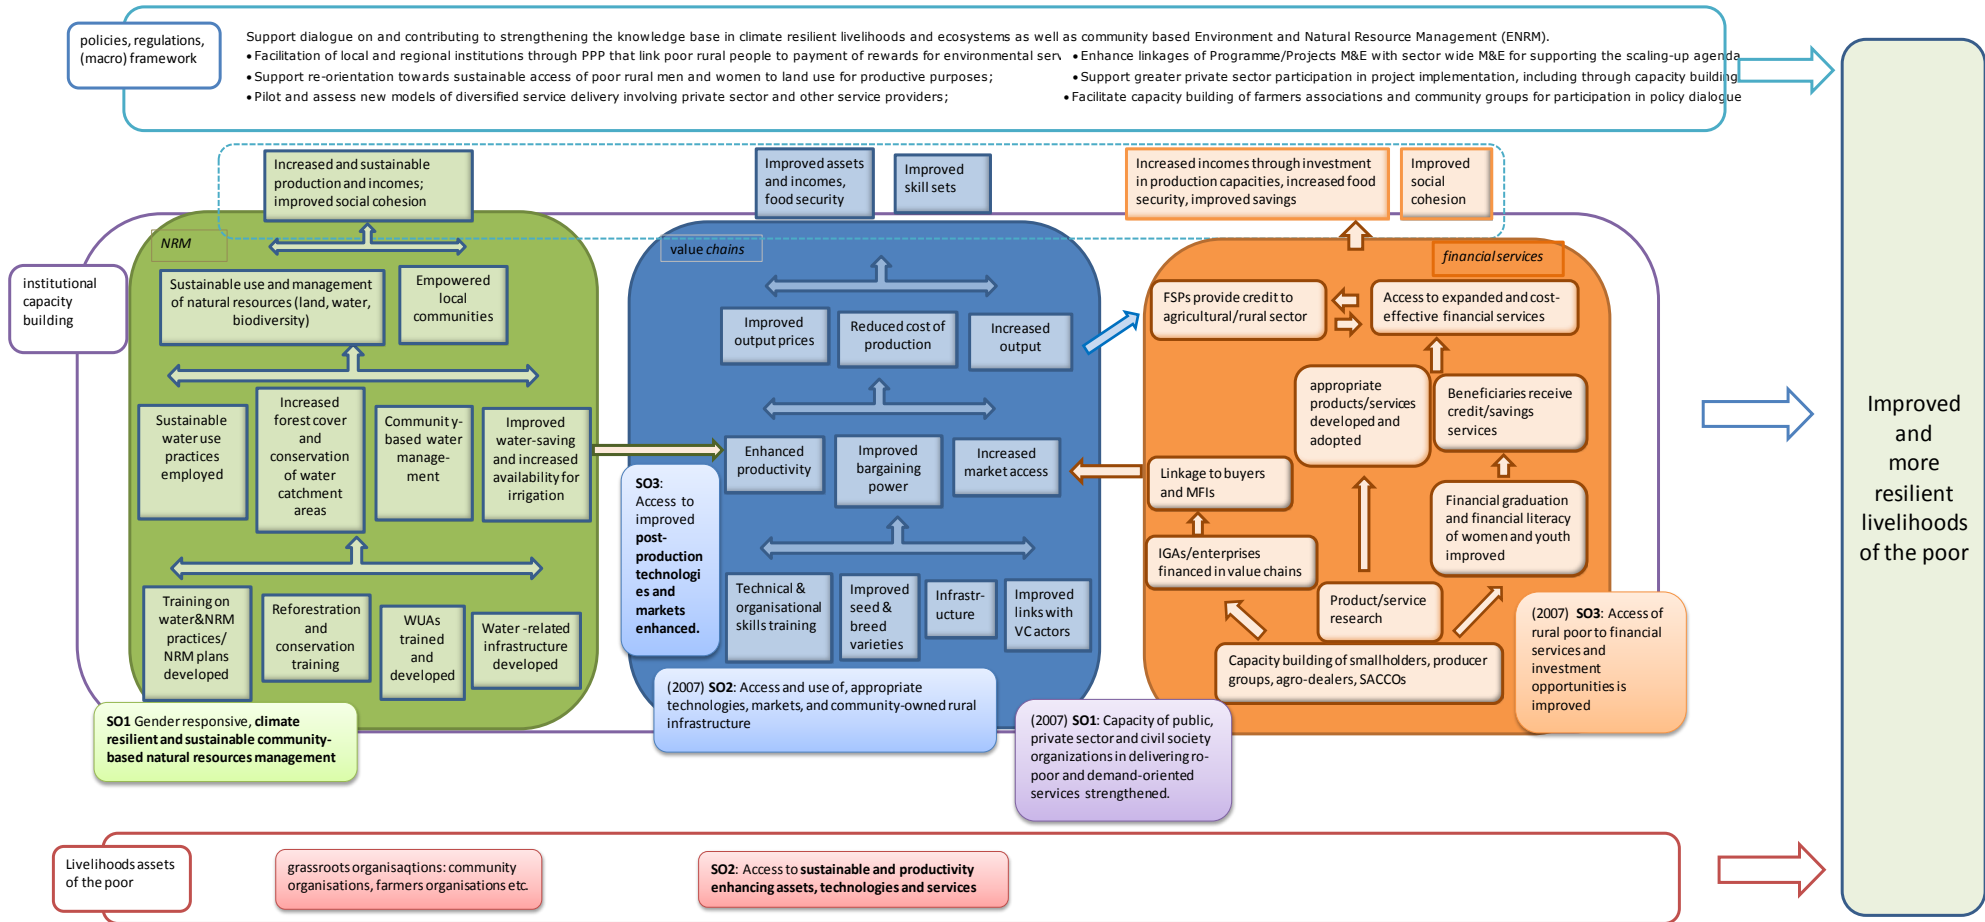 policies, regulations,
(macro) framework
Support dialogue on and contributing to strengthening the knowledge base in climate resilient livelihoods and ecosystems as well as community based Environment and Natural Resource Management (ENRM).
•Facilitation of local and regional institutions through PPP that link poor rural people to payment of rewards for environmental serv
•Support re-orientation towards sustainable access of poor rural men and women to land use for productive purposes;
•Pilot and assess new models of diversified service delivery involving private sector and other service providers;
•Enhance linkages of Programme/Projects M&E with sector wide M&E for supporting the scaling-up agenda
•Support greater private sector participation in project implementation, including through capacity building
•Facilitate capacity building of farmers associations and community groups for participation in policy dialogue
Increased and sustainable
production and incomes;
improved social cohesion
Improved assets
and incomes,
food security
Improved
skill sets
Increased incomes through investment
in production capacities, increased food
security, improved savings
Improved
social
cohesion
institutional
capacity
building
NRM
Sustainable use and management
of natural resources (land, water,
biodiversity)
Empowered
local
communities
Sustainable
water use
practices
employed
Increased
forest cover
and
conservation
of water
catchment
areas
Communit y-
based water
manage-
ment
Improved
water-saving
and increased
availability for
irrigation
Training on
water&NRM
practices/
NRM plans
developed
Reforestration
and
conservation
training
WUAs
trained
and
developed
Water -related
infrastructure
developed
SO1 Gender responsive, climate
resilient and sustainable community-
based natural resources management
value chains
Improved
output prices
Reduced cost of
production
Increased
output
Enhanced
productivity
Improved
bargaining
power
Increased
market access
SO3:
Access to
improved
post-
production
technologi
es and
markets
enhanced.
Technical &
organisational
skills training
Improved
seed &
breed
varieties
Infrastr-
ucture
Improved
links with
VC actors
(2007) SO2: Access and use of, appropriate
technologies, markets, and community-owned rural
infrastructure
financial services
FSPs provide credit to
agricultural/rural sector
Access to expanded and cost-
effective financial services
appropriate
products/services
developed and
adopted
Beneficiaries receive
credit/savings
services
Linkage to buyers
and MFIs
Financial graduation
and financial literacy
of women and youth
improved
IGAs/enterprises
financed in value chains
Product/service
research
Capacity building of smallholders, producer
groups, agro-dealers, SACCOs
(2007) SO3: Access of
rural poor to financial
services and
investment
opportunities is
improved
(2007) SO1: Capacity of public,
private sector and civil society
organizations in delivering ro-
poor and demand-oriented
services strengthened.
Improved
and
more
resilient
livelihoods
of the poor
Livelihoods assets
of the poor
grassroots organisaqtions: community
organisations, farmers organisations etc.
SO2: Access to sustainable and productivity
enhancing assets, technologies and services